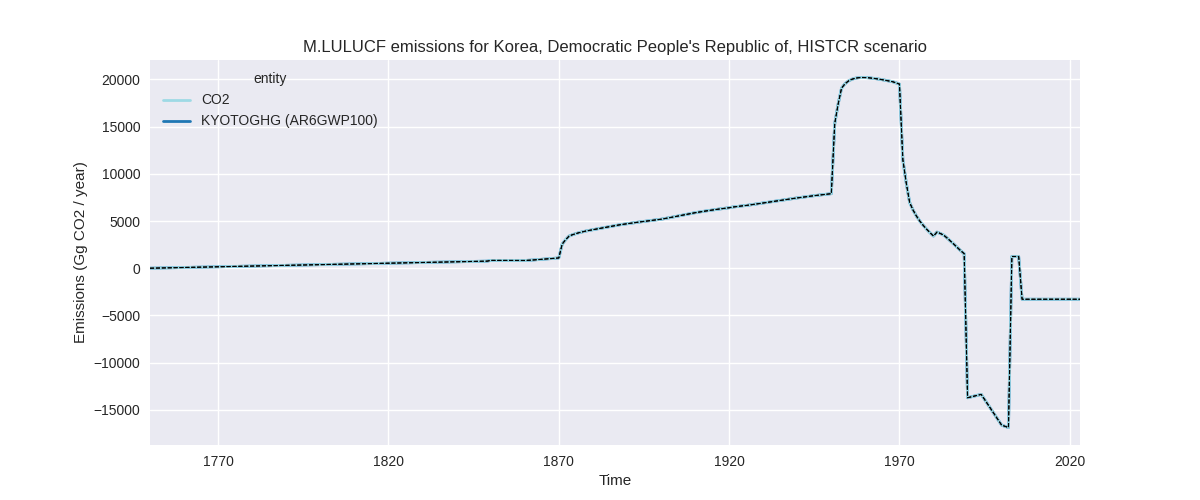 M.LULUCF emissions for Korea, Democratic People's Republic of, HISTCR scenario
entity
CO2
KYOTOGHG (AR6GWP100)
Emissions (Gg CO2 / year)
20000
15000
10000
5000
0
−5000
−10000
−15000
1770
1820
1870
1920
1970
2020
Time